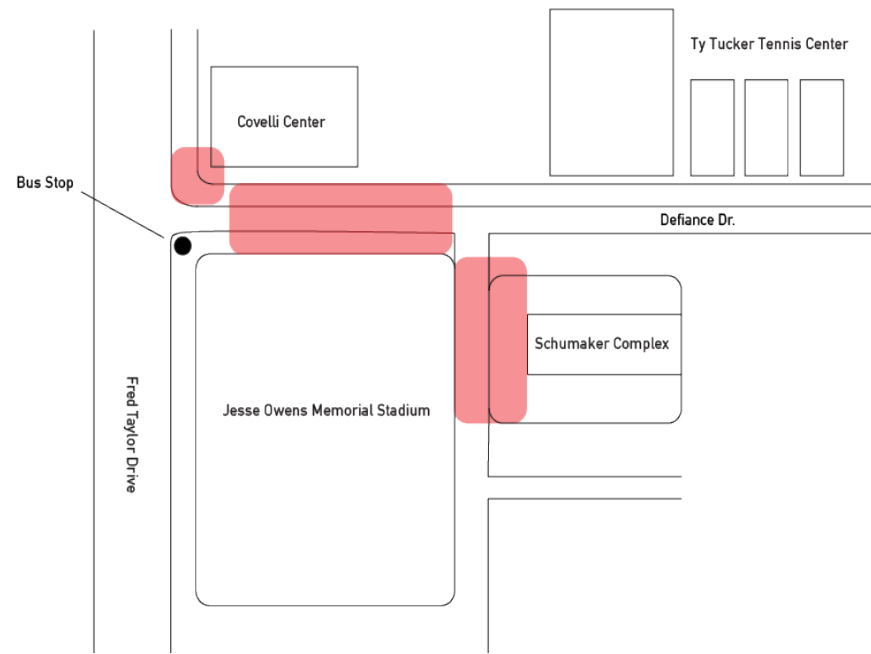 Ty Tucker Tennis Center
Covelli Center
Bus Stop
Defiance Dr.
Schumaker Complex
Fred Taylor Drive
Jesse Owens Memorial Stadium